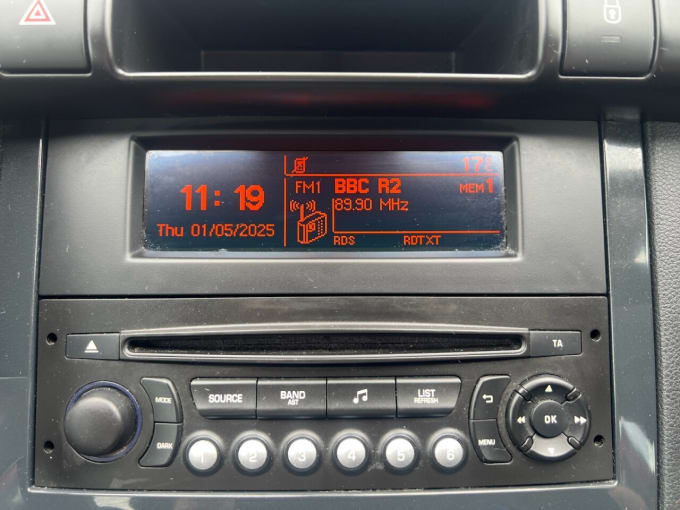 11:19
Thu 01/05/2025
FM1 BBC R2 MEM1
89.90 MHz
RDS RDTXT
TA
MODE
DARK
SOURCE
BAND
AST
LIST
REFRESH
MENU
OK
1 2 3 4 5 6